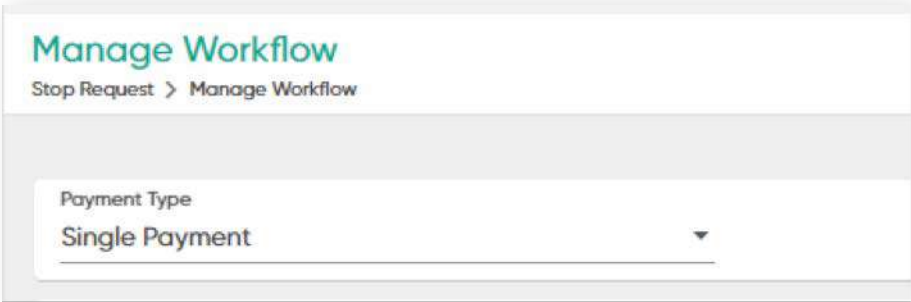 Manage Workflow
Stop Request > Manage Workflow
Payment Type
Single Payment